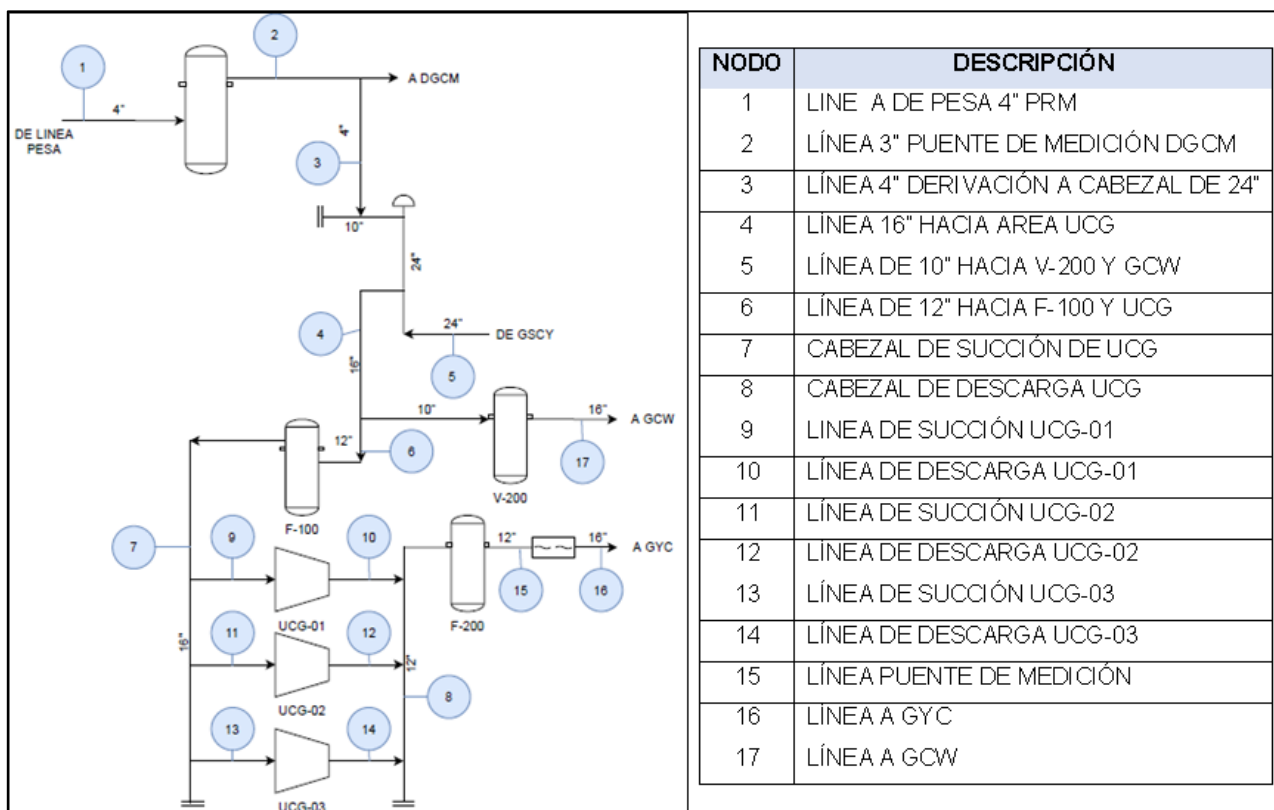 2
1
A DGCM
4"
DE LINEA
PESA
4"
3
10"
24"
4
24"
DE GSCY
16"
5
10"
16"
A GCW
12"
6
17
V-200
F-100
7
9
10
12"
16"
A GYC
15
16
UCG-01
F-200
11
12
16"
12"
UCG-02
8
13
14
UCG-03
NODO DESCRIPCIÓN
1 LINE A DE PESA 4" PRM
2 LÍNEA 3" PUENTE DE MEDICIÓN DGCM
3 LÍNEA 4" DERIVACIÓN A CABEZAL DE 24"
4 LÍNEA 16" HACIA AREA UCG
5 LÍNEA DE 10" HACIA V-200 Y GCW
6 LÍNEA DE 12" HACIA F-100 Y UCG
7 CABEZAL DE SUCCIÓN DE UCG
8 CABEZAL DE DESCARGA UCG
9 LINEA DE SUCCIÓN UCG-01
10 LÍNEA DE DESCARGA UCG-01
11 LÍNEA DE SUCCIÓN UCG-02
12 LÍNEA DE DESCARGA UCG-02
13 LÍNEA DE SUCCIÓN UCG-03
14 LÍNEA DE DESCARGA UCG-03
15 LÍNEA PUENTE DE MEDICIÓN
16 LÍNEA A GYC
17 LÍNEA A GCW